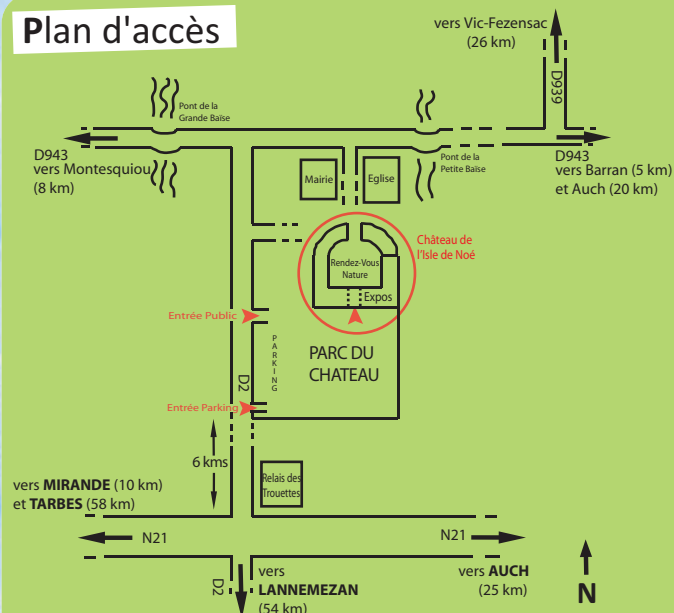 Plan d'accès
vers Vic-Fezensac
(26 km)
D939
Pont de la
Grande Baïse
D943
vers Montesquiou
(8 km)
Pont de la
Petite Baïse
D943
vers Barran (5 km)
et Auch (20 km)
Mairie
Eglise
Château de
l'Isle de Noé
Rendez-Vous
Nature
Expos
Entrée Public
PARKING
PARC DU
CHATEAU
D2
Entrée Parking
6 kms
Relais des
Trouettes
vers MIRANDE (10 km)
et TARBES (58 km)
N21
N21
D2
vers
LANNEMEZAN
(54 km)
vers AUCH
(25 km)
N